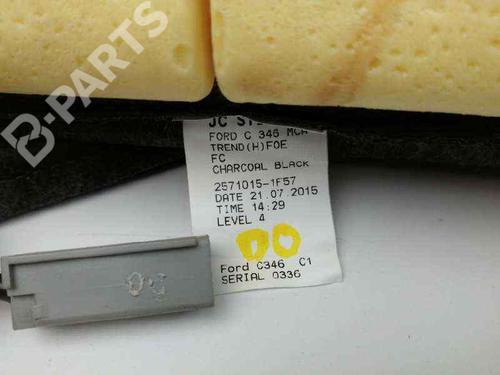 B-PARTS
FORD C 346 MCA
TREND(H)FOE
FC
CHARCOAL BLACK
2571015-1F57
DATE 21.07.2015
TIME 14:29
LEVEL 4
Ford C346 C1
SERIAL 0336